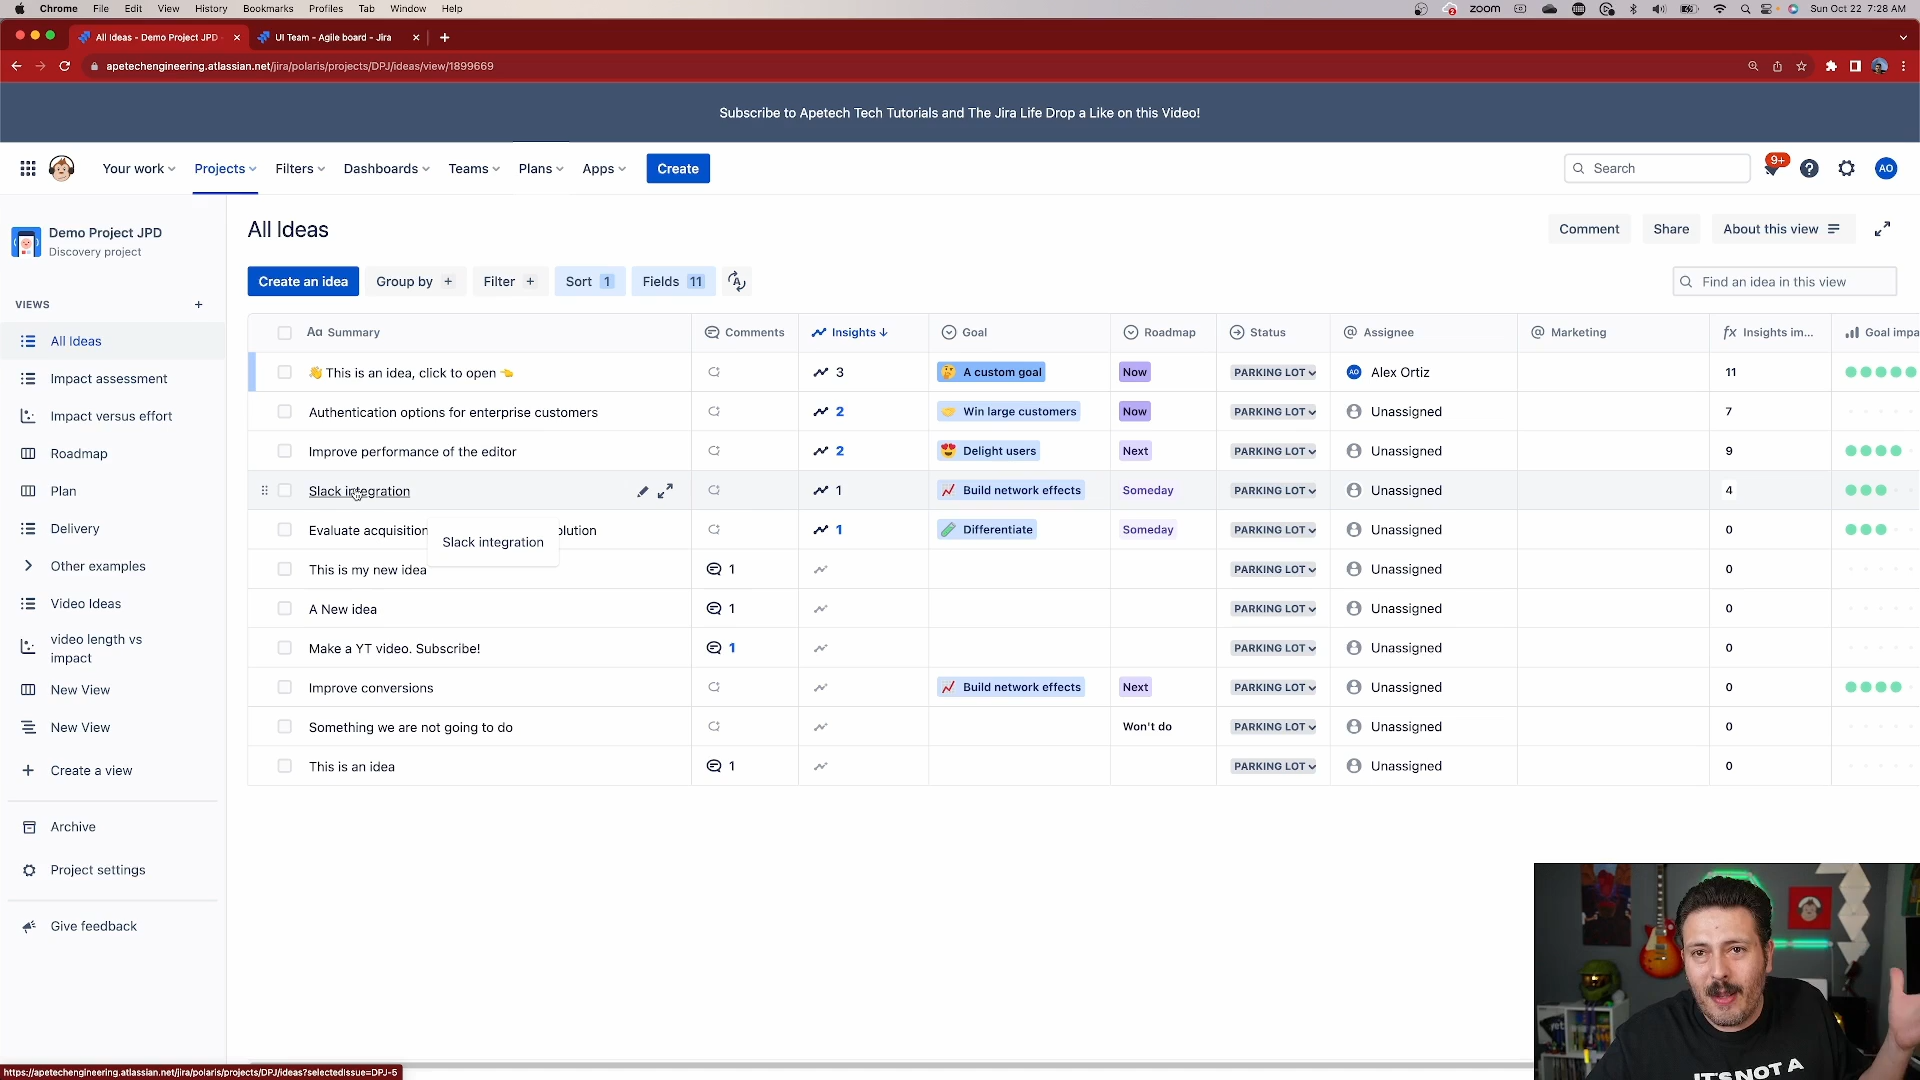 Chrome File Edit View History Bookmarks Profiles Tab Window Help
2 zoom Sun Oct 22 7:28 AM
All Ideas - Demo Project JPD
UI Team - Agile board - Jira
apetechengineering.atlassian.net/jira/polaris/projects/DPJ/ideas/view/1899669
Subscribe to Apetech Tech Tutorials and The Jira Life Drop a Like on this Video!
Your work Projects Filters Dashboards Teams Plans Apps Create
Search 9+ AO
Demo Project JPD
Discovery project
VIEWS
All Ideas
Impact assessment
Impact versus effort
Roadmap
Plan
Delivery
Other examples
Video Ideas
video length vs
impact
New View
New View
Create a view
Archive
Project settings
Give feedback
All Ideas
Comment Share About this view
Create an idea Group by + Filter + Sort 1 Fields 11
Find an idea in this view
Aa Summary Comments Insights Goal Roadmap Status Assignee Marketing fx Insights im... Goal impa
👋 This is an idea, click to open 👈 3 🤔 A custom goal Now PARKING LOT AO Alex Ortiz 11
Authentication options for enterprise customers 2 Win large customers Now PARKING LOT Unassigned 7
Improve performance of the editor 2 😍 Delight users Next PARKING LOT Unassigned 9
Slack integration 1 📈 Build network effects Someday PARKING LOT Unassigned 4
Evaluate acquisition olution 1 🧪 Differentiate Someday PARKING LOT Unassigned 0
Slack integration
This is my new idea 1 PARKING LOT Unassigned 0
A New idea 1 PARKING LOT Unassigned 0
Make a YT video. Subscribe! 1 PARKING LOT Unassigned 0
Improve conversions 📈 Build network effects Next PARKING LOT Unassigned 0
Something we are not going to do Won't do PARKING LOT Unassigned 0
This is an idea 1 PARKING LOT Unassigned 0
IT'S NOT A
https://apetechengineering.atlassian.net/jira/polaris/projects/DPJ/ideas?selectedIssue=DPJ-5